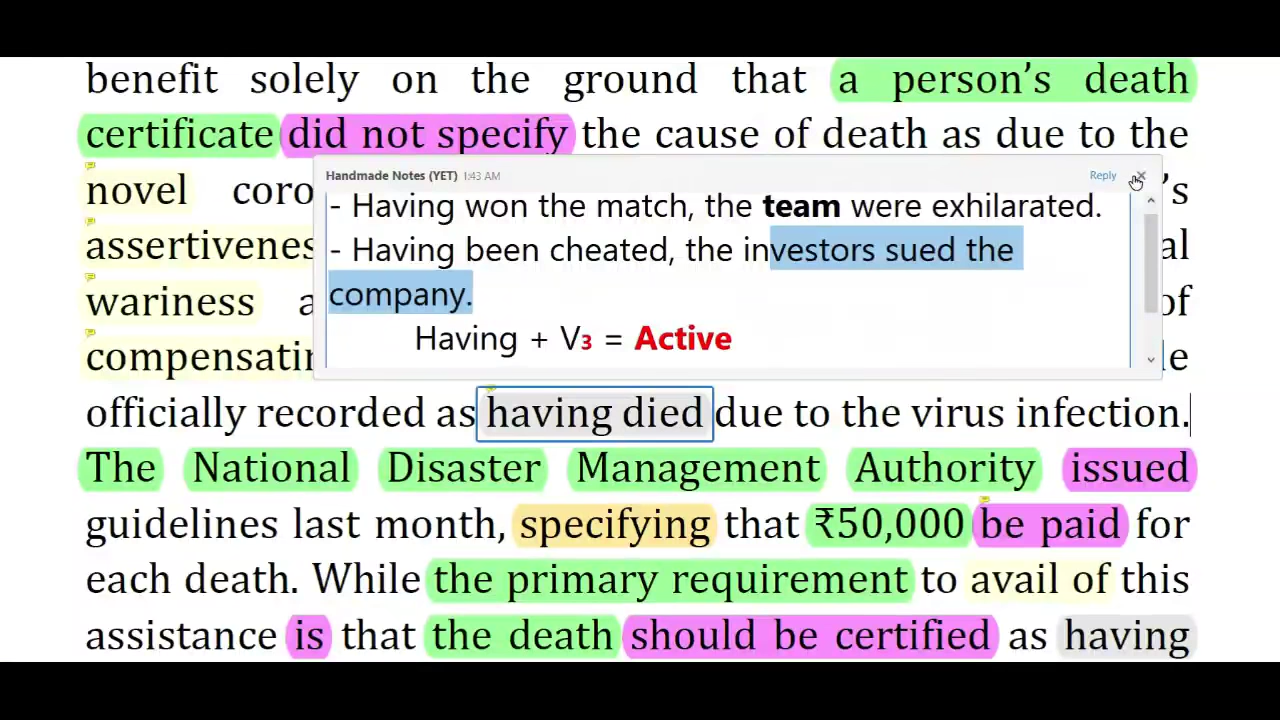 benefit solely on the ground that a person’s death
certificate did not specify the cause of death as due to the
novel coro
’s
assertivenes
al
wariness a
of
compensatin
le
Handmade Notes (YET) 1:43 AM
Reply
- Having won the match, the team were exhilarated.
- Having been cheated, the investors sued the
company.
Having + V3 = Active
officially recorded as having died due to the virus infection.
The National Disaster Management Authority issued
guidelines last month, specifying that ₹50,000 be paid for
each death. While the primary requirement to avail of this
assistance is that the death should be certified as having